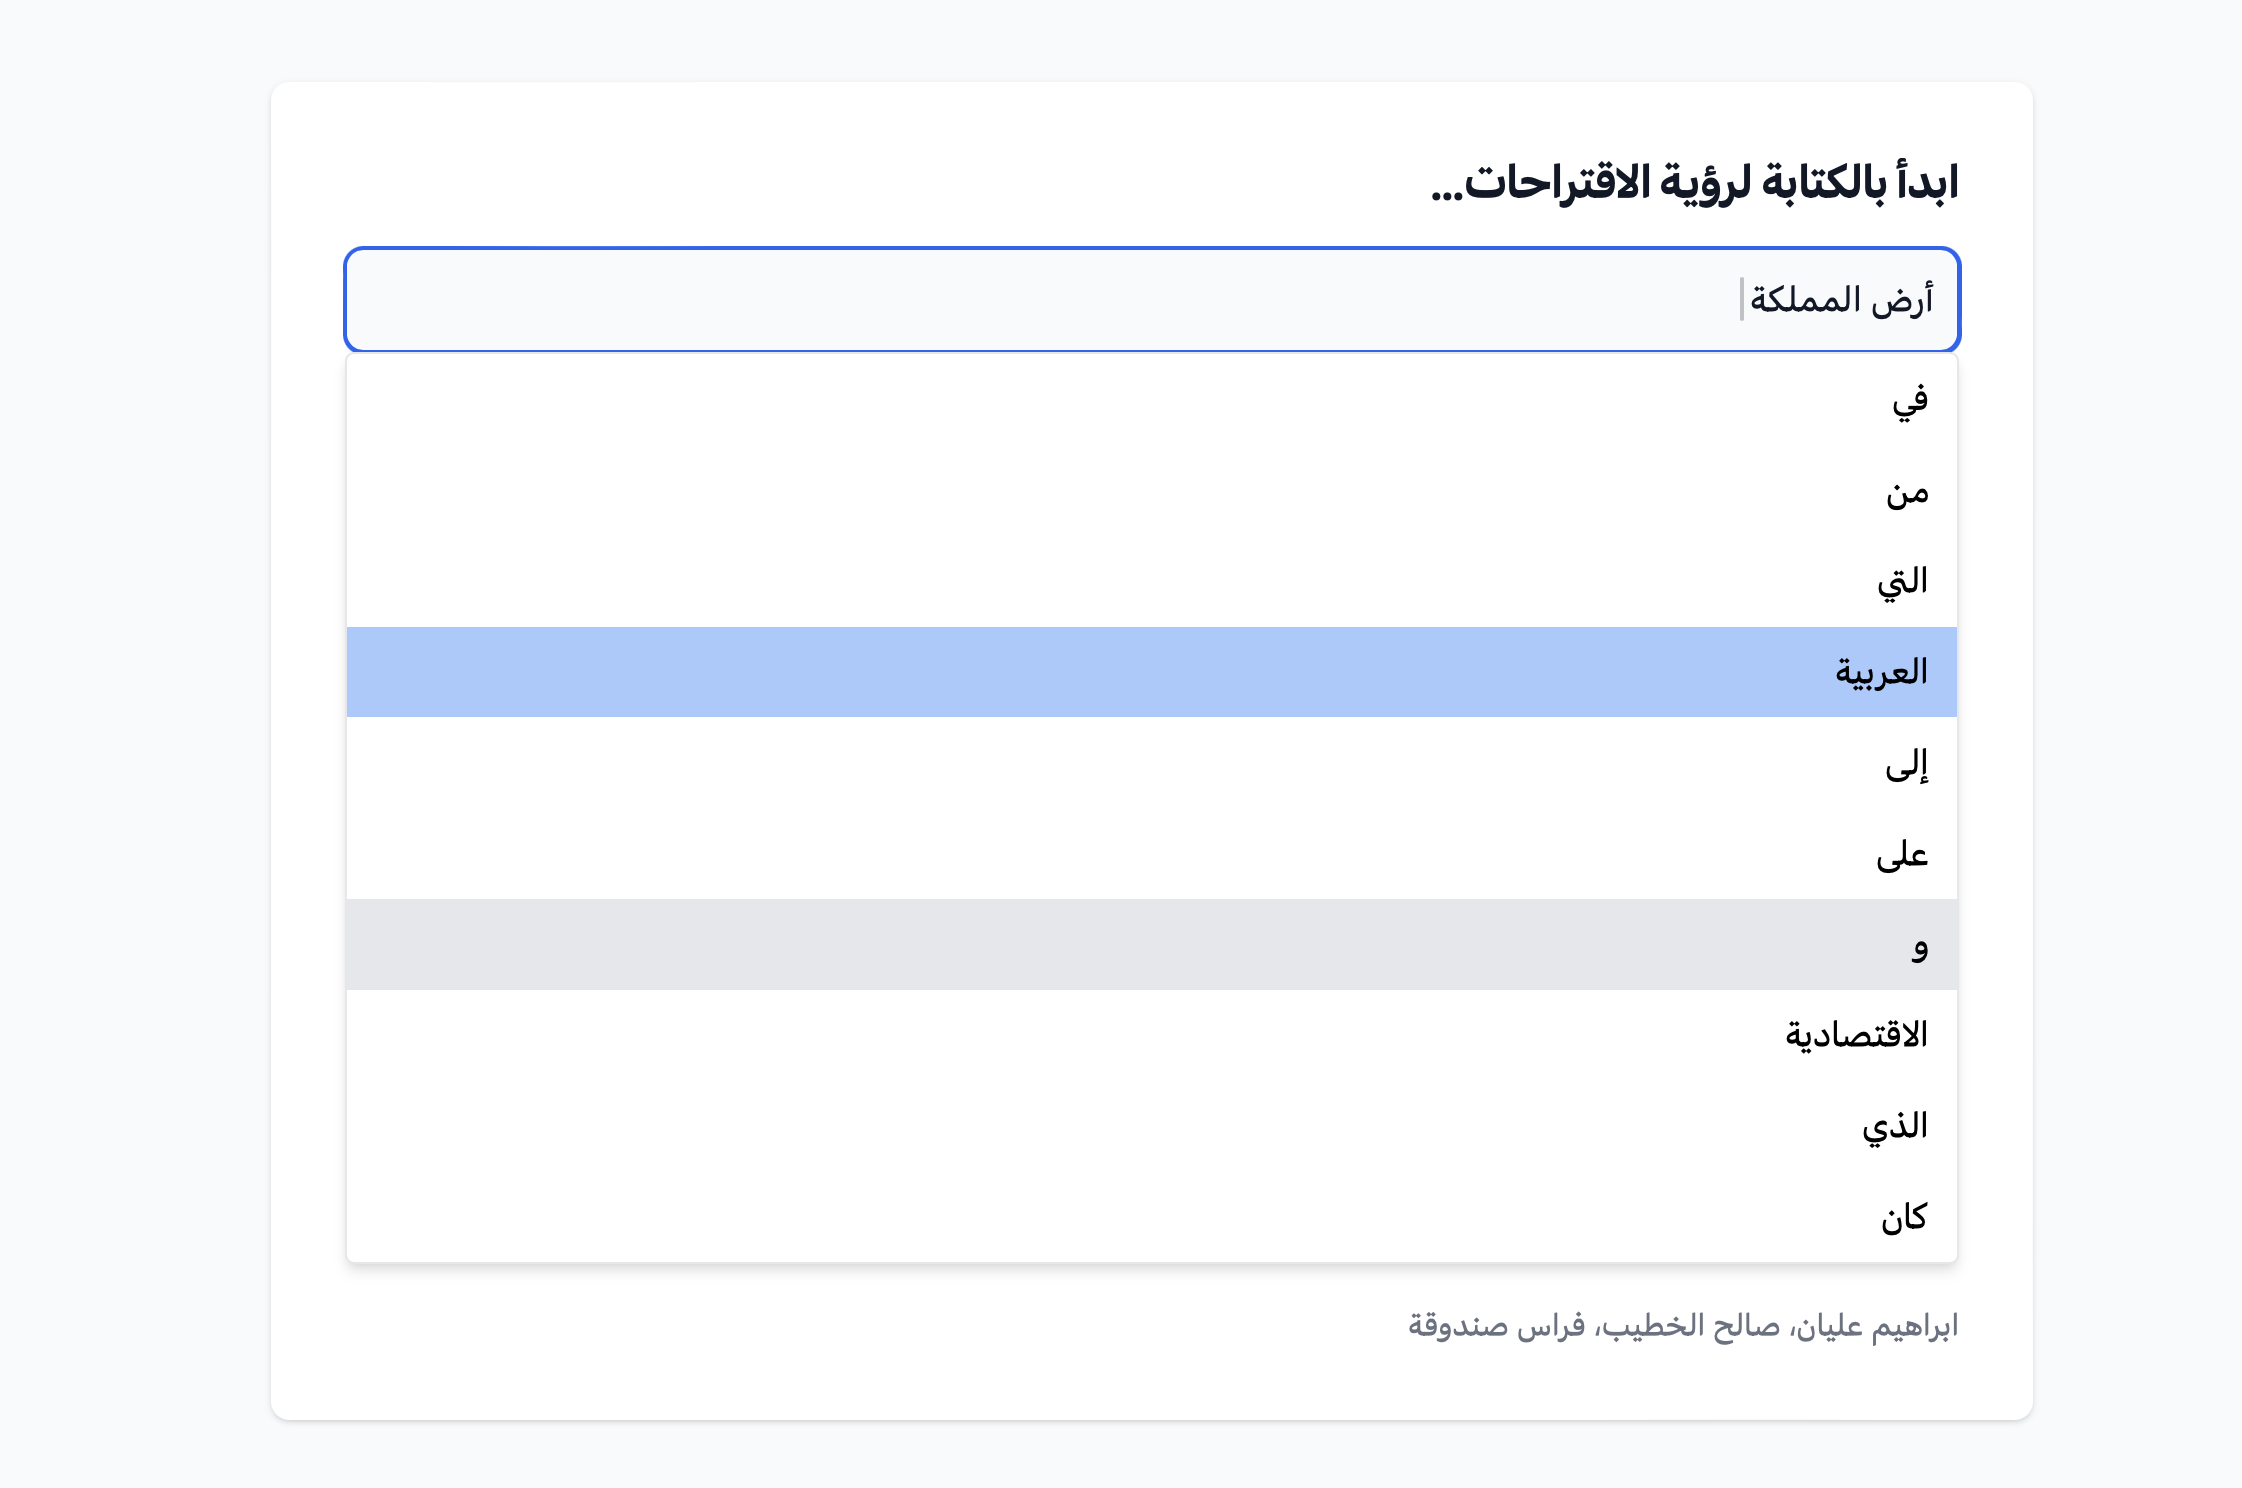 ابدأ بالكتابة لرؤية الاقتراحات...
أرض المملكة
في
من
التي
العربية
إلى
على
و
الاقتصادية
الذي
كان
ابراهيم عليان، صالح الخطيب، فراس صندوقة